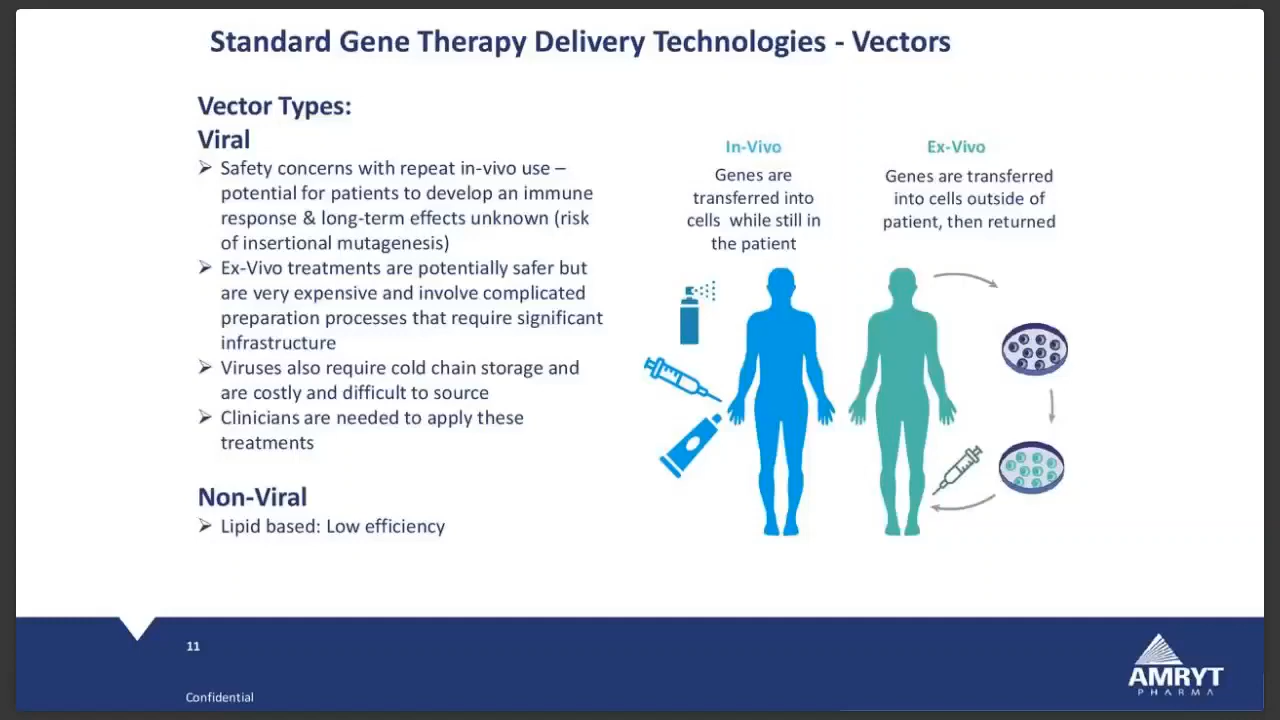 Standard Gene Therapy Delivery Technologies - Vectors
Vector Types:
Viral
➢ Safety concerns with repeat in-vivo use –
potential for patients to develop an immune
response & long-term effects unknown (risk
of insertional mutagenesis)
➢ Ex-Vivo treatments are potentially safer but
are very expensive and involve complicated
preparation processes that require significant
infrastructure
➢ Viruses also require cold chain storage and
are costly and difficult to source
➢ Clinicians are needed to apply these
treatments
Non-Viral
➢ Lipid based: Low efficiency
In-Vivo
Genes are
transferred into
cells while still in
the patient
Ex-Vivo
Genes are transferred
into cells outside of
patient, then returned
11
Confidential
AMRYT
PHARMA